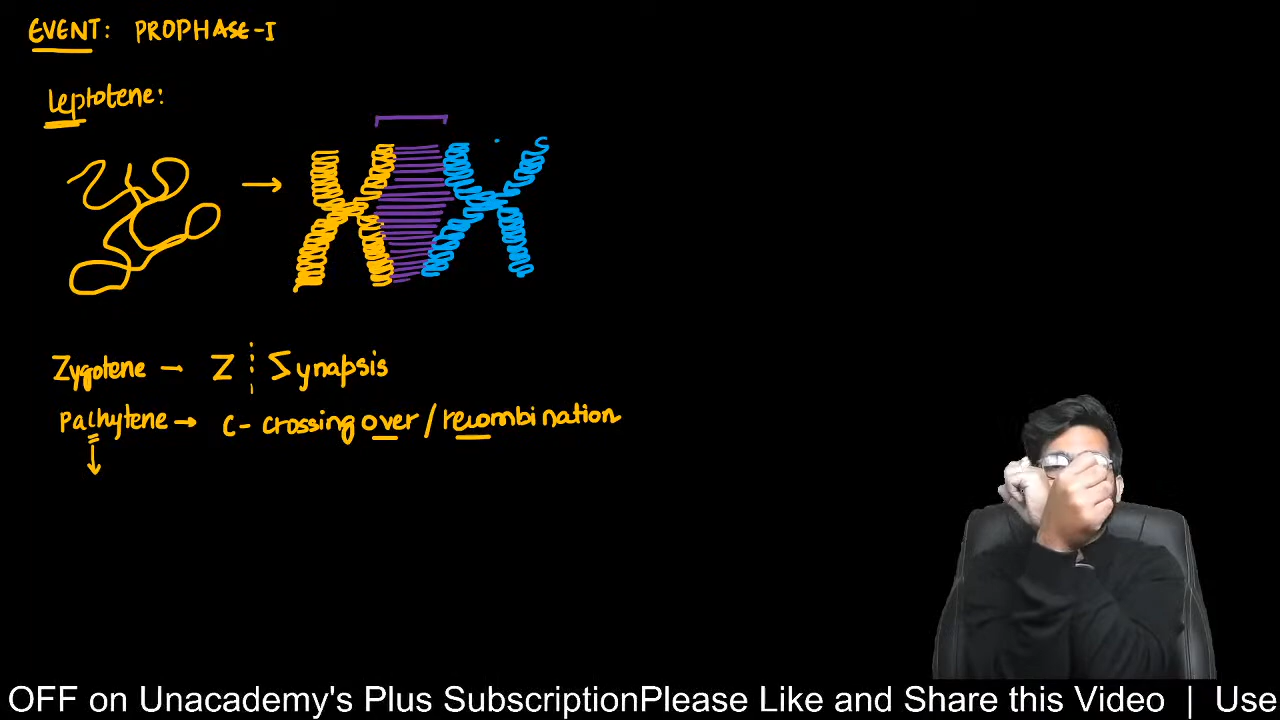 EVENT: PROPHASE-I
Leptotene:
Zygotene – Z Synapsis
Pachytene → C- crossing over / recombination
OFF on Unacademy's Plus SubscriptionPlease Like and Share this Video | Use